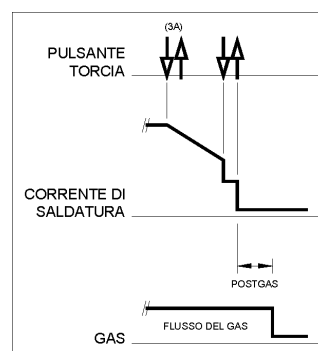 (3A)
PULSANTE
TORCIA
CORRENTE DI
SALDATURA
POSTGAS
FLUSSO DEL GAS
GAS